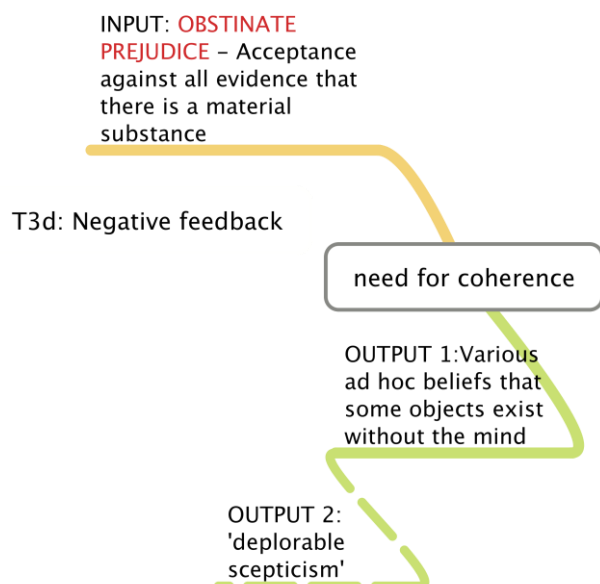 INPUT: OBSTINATE
PREJUDICE – Acceptance
against all evidence that
there is a material
substance
T3d: Negative feedback
need for coherence
OUTPUT 1:Various
ad hoc beliefs that
some objects exist
without the mind
OUTPUT 2:
'deplorable
scepticism'